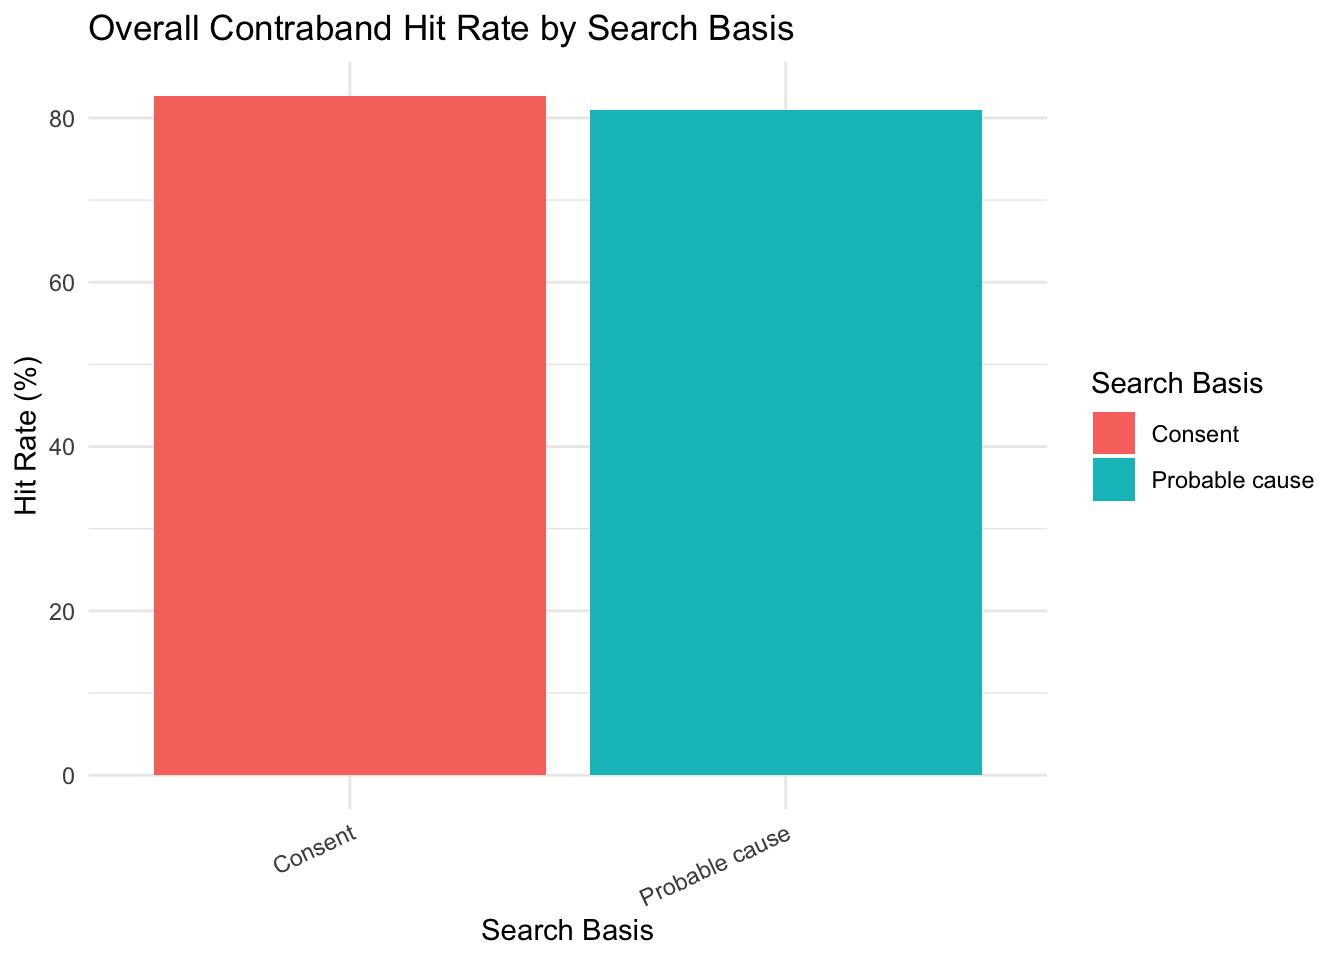 Overall Contraband Hit Rate by Search Basis
80
60
40
20
0
Hit Rate (%)
Consent
Probable cause
Search Basis
Search Basis
Consent
Probable cause